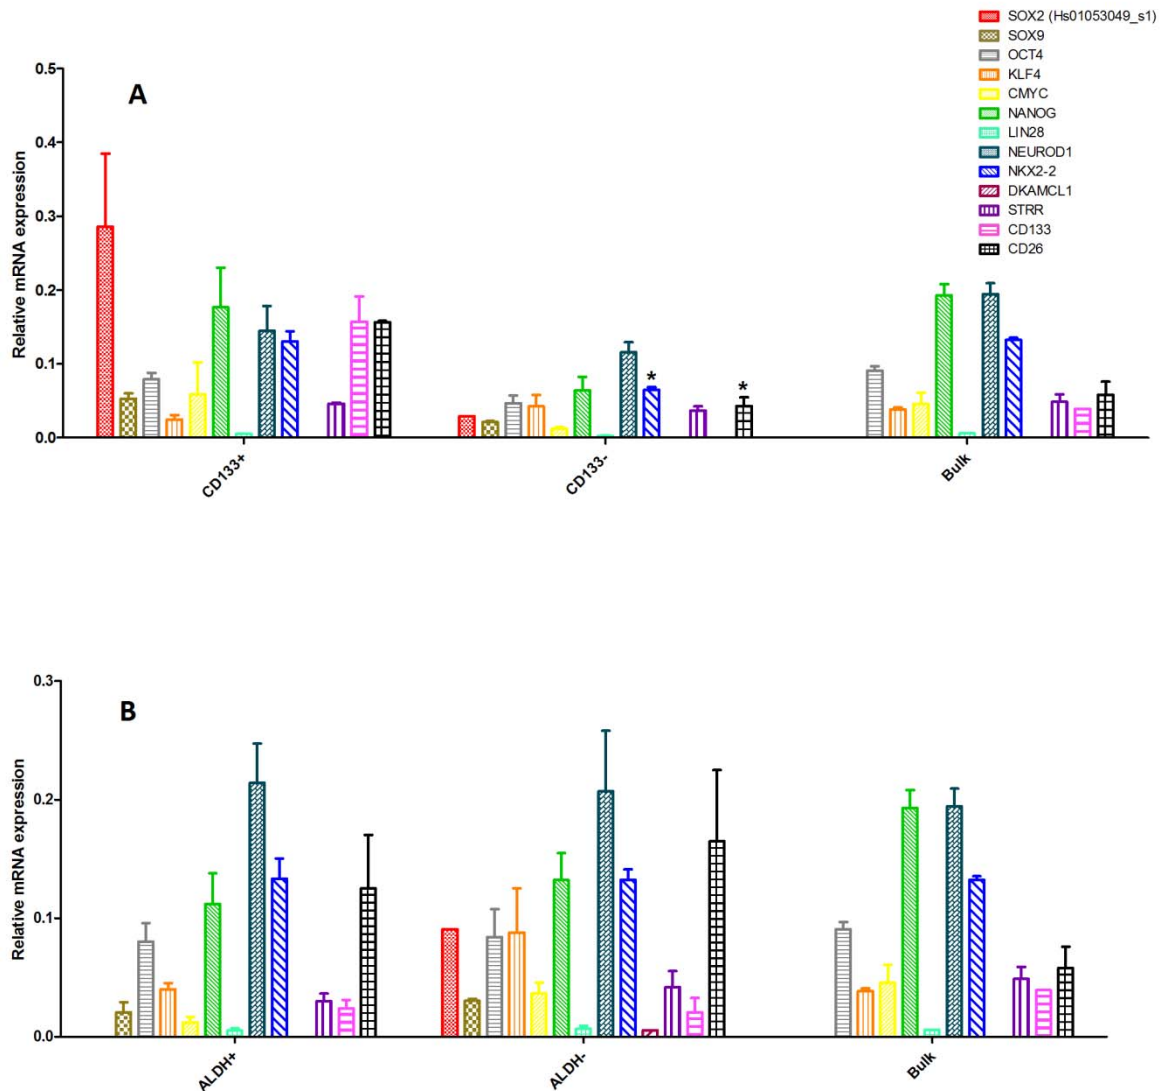 SOX2 (Hs01053049_s1)
SOX9
OCT4
KLF4
CMYC
NANOG
LIN28
NEUROD1
NKX2-2
DKAMCL1
STRR
CD133
CD26
A
Relative mRNA expression
0.5
0.4
0.3
0.2
0.1
0.0
* *
CD133+ CD133- Bulk
B
Relative mRNA expression
0.3
0.2
0.1
0.0
ALDH+ ALDH- Bulk